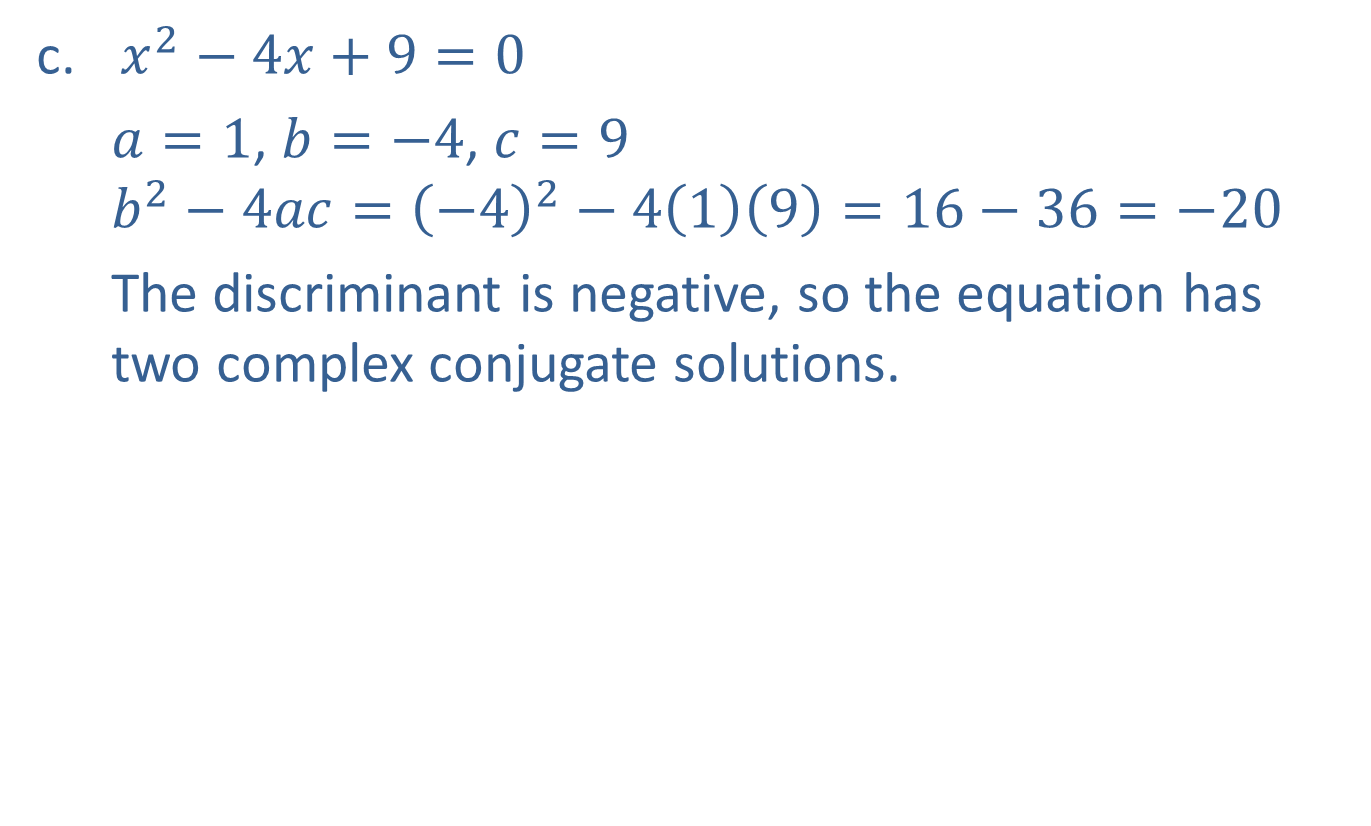 c. x² − 4x + 9 = 0
a = 1, b = −4, c = 9
b² − 4ac = (−4)² − 4(1)(9) = 16 − 36 = −20
The discriminant is negative, so the equation has
two complex conjugate solutions.